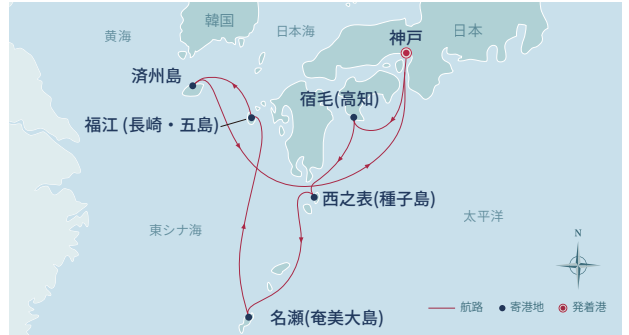 韓国
黄海
日本海
日本
神戸
済州島
宿毛(高知)
福江 (長崎・五島)
西之表(種子島)
東シナ海
太平洋
N
名瀬(奄美大島)
航路 寄港地 発着港